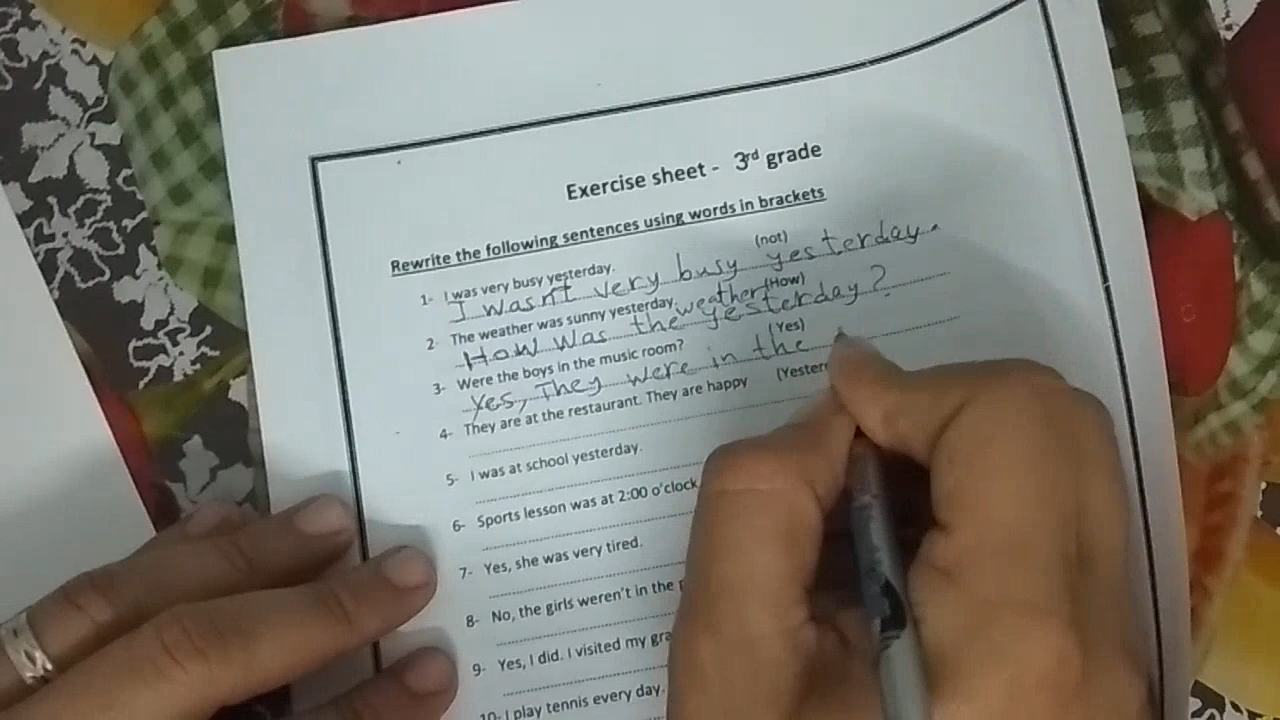 Exercise sheet - 3rd grade
Rewrite the following sentences using words in brackets
1- I was very busy yesterday. (not)
I wasn't very busy yesterday.
2- The weather was sunny yesterday. (How)
How was the weather yesterday?
3- Were the boys in the music room? (Yes)
Yes, They were in the
4- They are at the restaurant. They are happy (Yester
5- I was at school yesterday.
6- Sports lesson was at 2:00 o'clock
7- Yes, she was very tired.
8- No, the girls weren't in the
9- Yes, I did. I visited my gra
10- I play tennis every day.